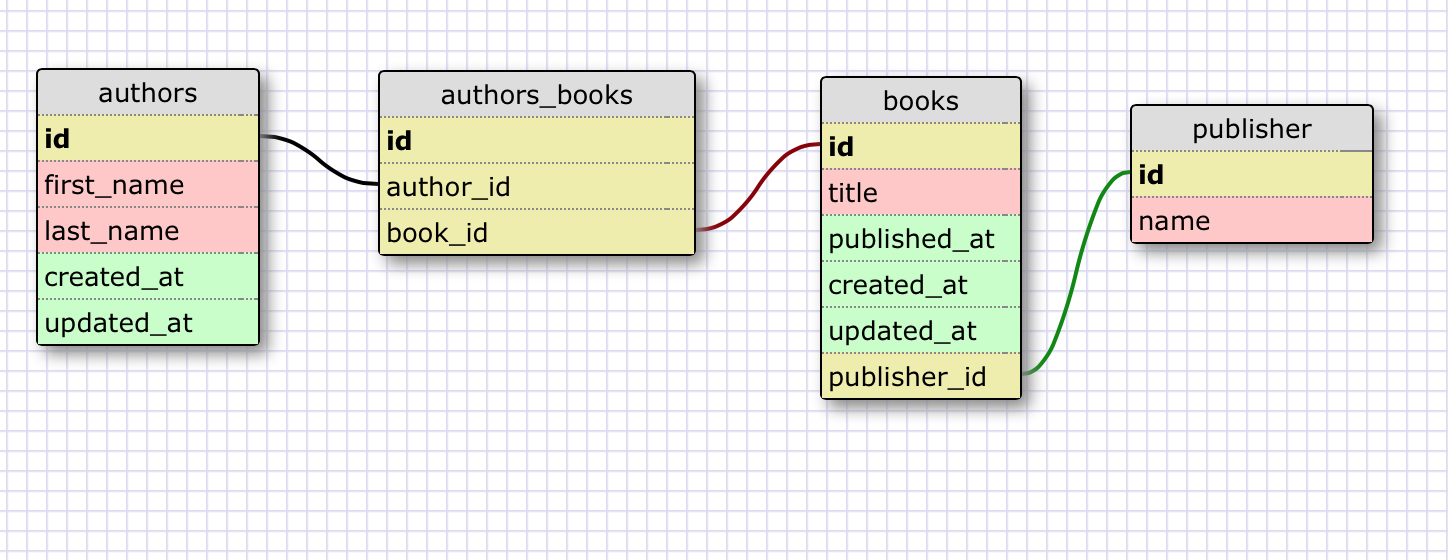 authors
id
first_name
last_name
created_at
updated_at
authors_books
id
author_id
book_id
books
id
title
published_at
created_at
updated_at
publisher_id
publisher
id
name